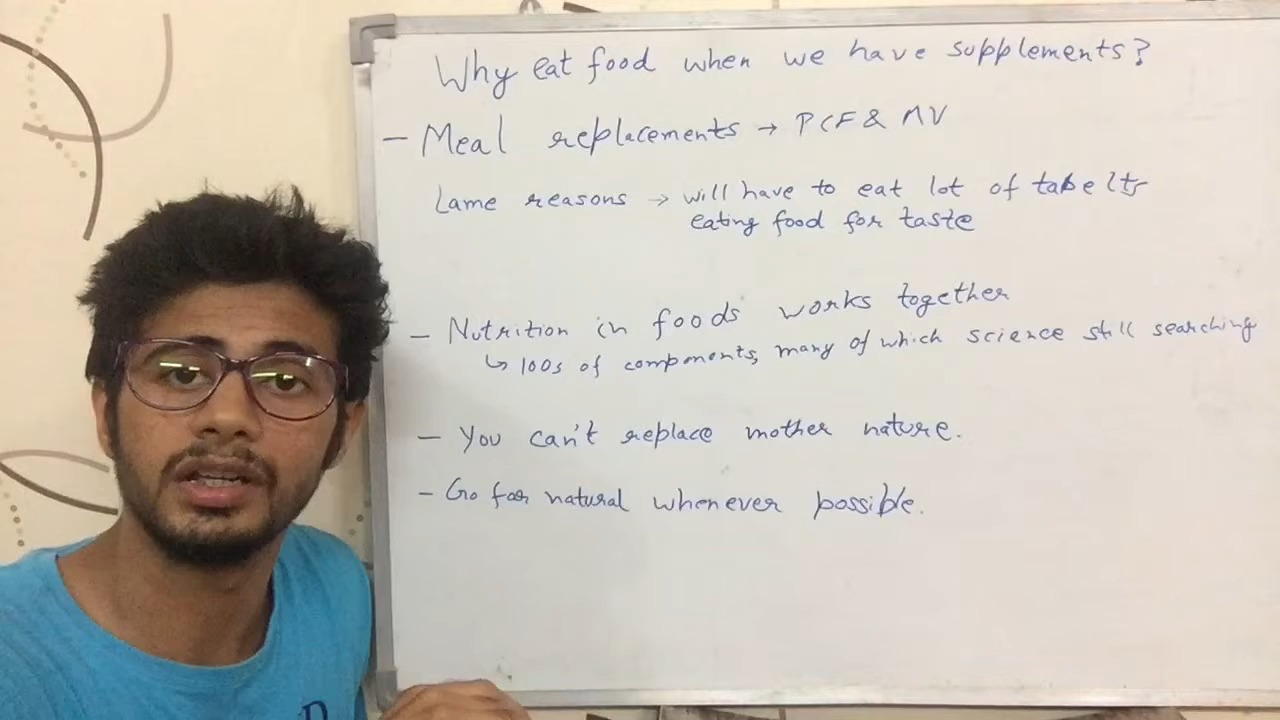 Why eat food when we have supplements?
- Meal replacements → PCF & MV
Lame reasons → will have to eat lot of tabelts
eating food for taste
- Nutrition in foods works together
↳ 100s of components, many of which science still searching
- You can't replace mother nature.
- Go for natural whenever possible.